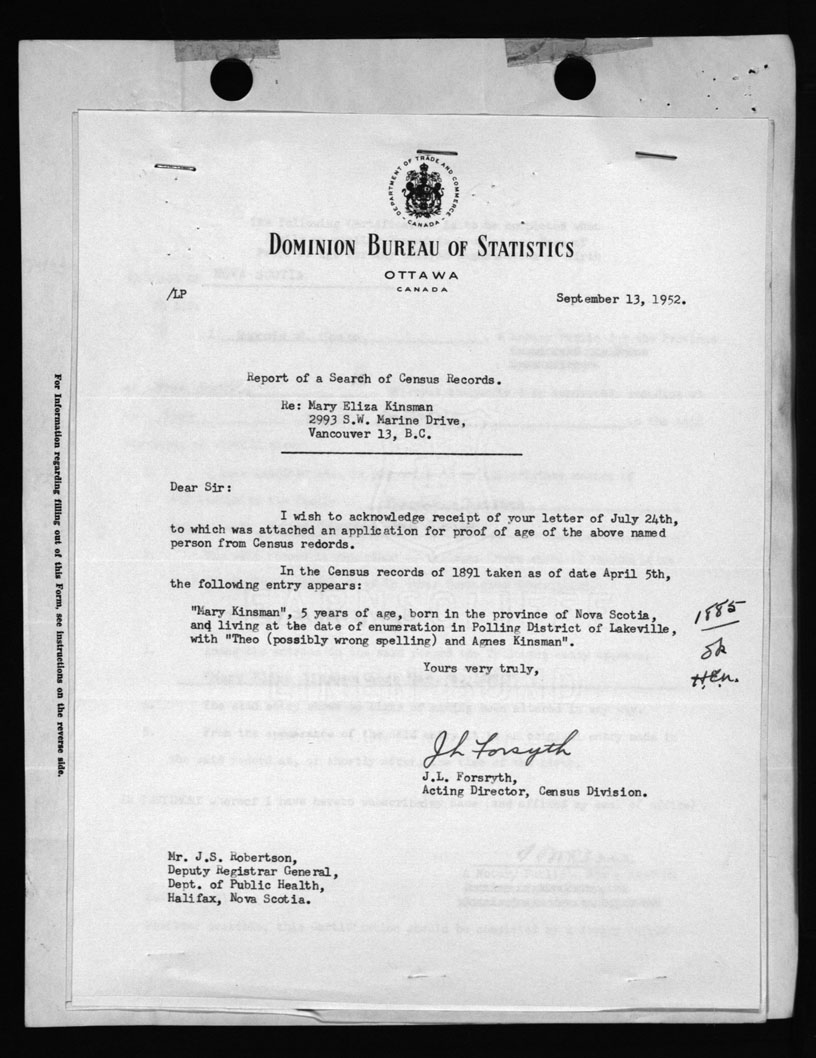 DEPARTMENT OF TRADE AND COMMERCE
CANADA
DOMINION BUREAU OF STATISTICS
OTTAWA
CANADA
/LP
September 13, 1952.
Report of a Search of Census Records.
Re: Mary Eliza Kinsman
2993 S.W. Marine Drive,
Vancouver 13, B.C.
Dear Sir:
I wish to acknowledge receipt of your letter of July 24th,
to which was attached an application for proof of age of the above named
person from Census redords.
In the Census records of 1891 taken as of date April 5th,
the following entry appears:
"Mary Kinsman", 5 years of age, born in the province of Nova Scotia,
and living at the date of enumeration in Polling District of Lakeville,
with "Theo (possibly wrong spelling) and Agnes Kinsman".
1885
ok
Yours very truly,
J L Forsyth
J.L. Forsryth,
Acting Director, Census Division.
Mr. J.S. Robertson,
Deputy Registrar General,
Dept. of Public Health,
Halifax, Nova Scotia.
For Information regarding filling out of this Form, see instructions on the reverse side.